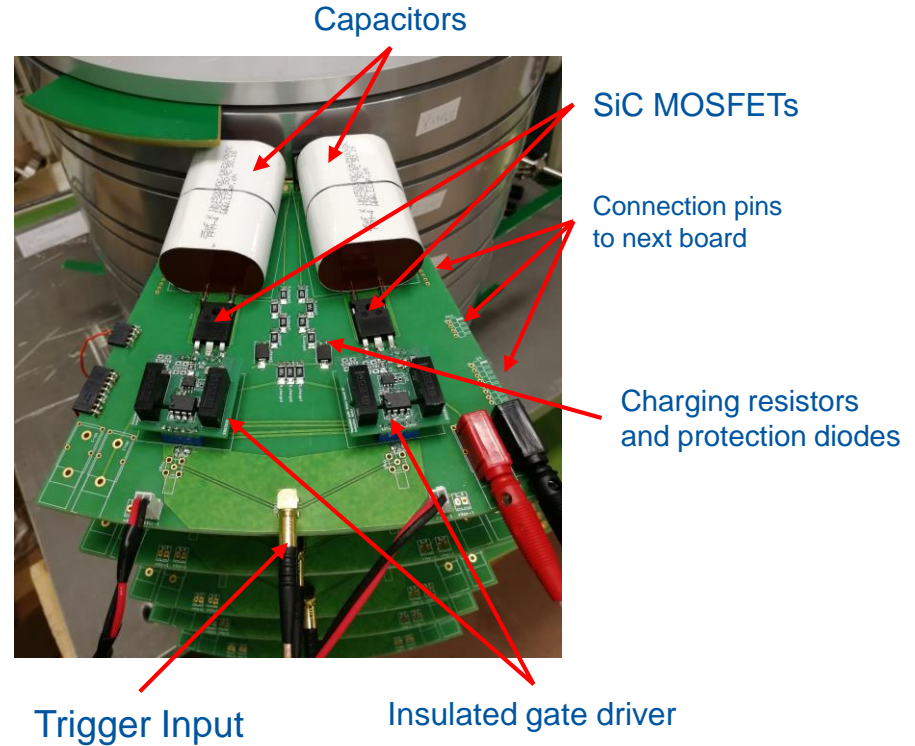 Capacitors
SiC MOSFETs
Connection pins
to next board
Charging resistors
and protection diodes
Trigger Input
Insulated gate driver